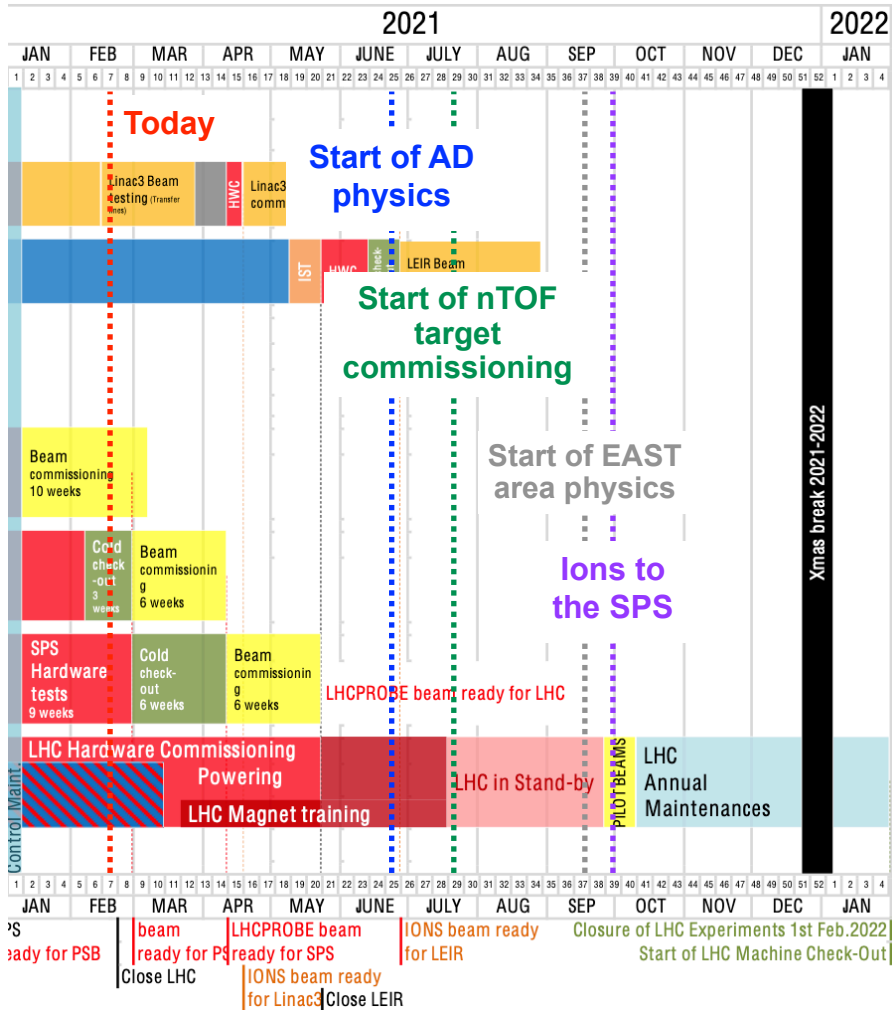 2021
2022
JAN FEB MAR APR MAY JUNE JULY AUG SEP OCT NOV DEC JAN
1 2 3 4 5 6 7 8 9 10 11 12 13 14 15 16 17 18 19 20 21 22 23 24 25 26 27 28 29 30 31 32 33 34 35 36 37 38 39 40 41 42 43 44 45 46 47 48 49 50 51 52 1 2 3 4
Today
Start of AD
physics
Linac3 Beam
testing (Transfer
lines)
HWC
Linac3
comm
IST
HWC
check-
LEIR Beam
Start of nTOF
target
commissioning
Beam
commissioning
10 weeks
Start of EAST
area physics
Cold
check
-out
3
weeks
Beam
commissionin
g
6 weeks
Ions to
the SPS
SPS
Hardware
tests
9 weeks
Cold
check-
out
6 weeks
Beam
commissionin
g
6 weeks
LHCPROBE beam ready for LHC
Xmas break 2021-2022
Control Maint.
LHC Hardware Commissioning
Powering
LHC Magnet training
LHC in Stand-by
PILOT BEAMS
LHC
Annual
Maintenances
1 2 3 4 5 6 7 8 9 10 11 12 13 14 15 16 17 18 19 20 21 22 23 24 25 26 27 28 29 30 31 32 33 34 35 36 37 38 39 40 41 42 43 44 45 46 47 48 49 50 51 52 1 2 3 4
JAN FEB MAR APR MAY JUNE JULY AUG SEP OCT NOV DEC JAN
PS
eady for PSB
Close LHC
beam
ready for PS
LHCPROBE beam
ready for SPS
IONS beam ready
for Linac3
Close LEIR
IONS beam ready
for LEIR
Closure of LHC Experiments 1st Feb.2022
Start of LHC Machine Check-Out